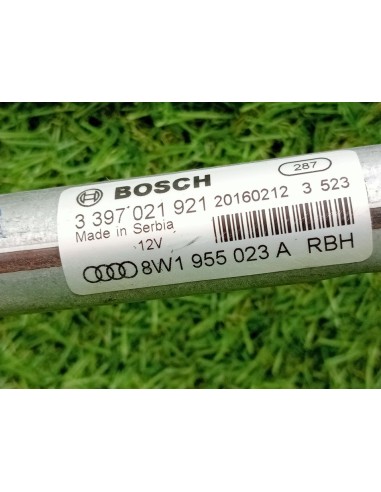 287
BOSCH
3 397 021 921 20160212 3 523
Made in Serbia
12V
8W1 955 023 A RBH